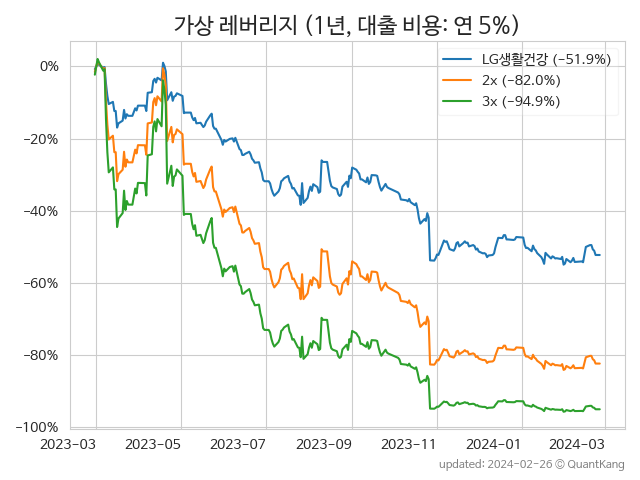 가상 레버리지 (1년, 대출 비용: 연 5%)
LG생활건강 (−51.9%)
2x (−82.0%)
3x (−94.9%)
0%
−20%
−40%
−60%
−80%
−100%
2023-03 2023-05 2023-07 2023-09 2023-11 2024-01 2024-03
updated: 2024-02-26 © QuantKang